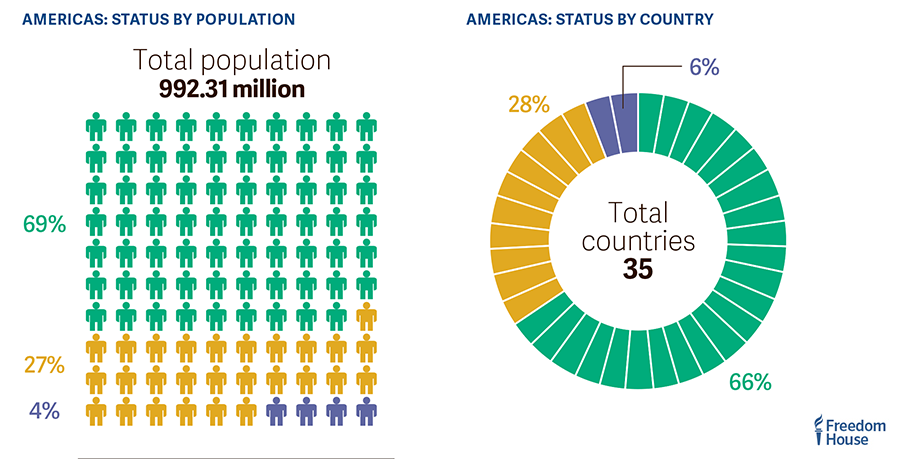 AMERICAS: STATUS BY POPULATION
Total population
992.31 million
69%
27%
4%
AMERICAS: STATUS BY COUNTRY
6%
28%
Total
countries
35
66%
Freedom
House